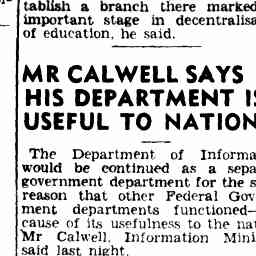 tablish a branch there marked
important stage in decentralisa
of education, he said.
MR CALWELL SAYS
HIS DEPARTMENT IS
USEFUL TO NATION
The Department of Informa
would be continued as a sepa
government department for the s
reason that other Federal Gov
ment departments functioned—
cause of its usefulness to the nat
Mr Calwell, Information Mini
said last night.